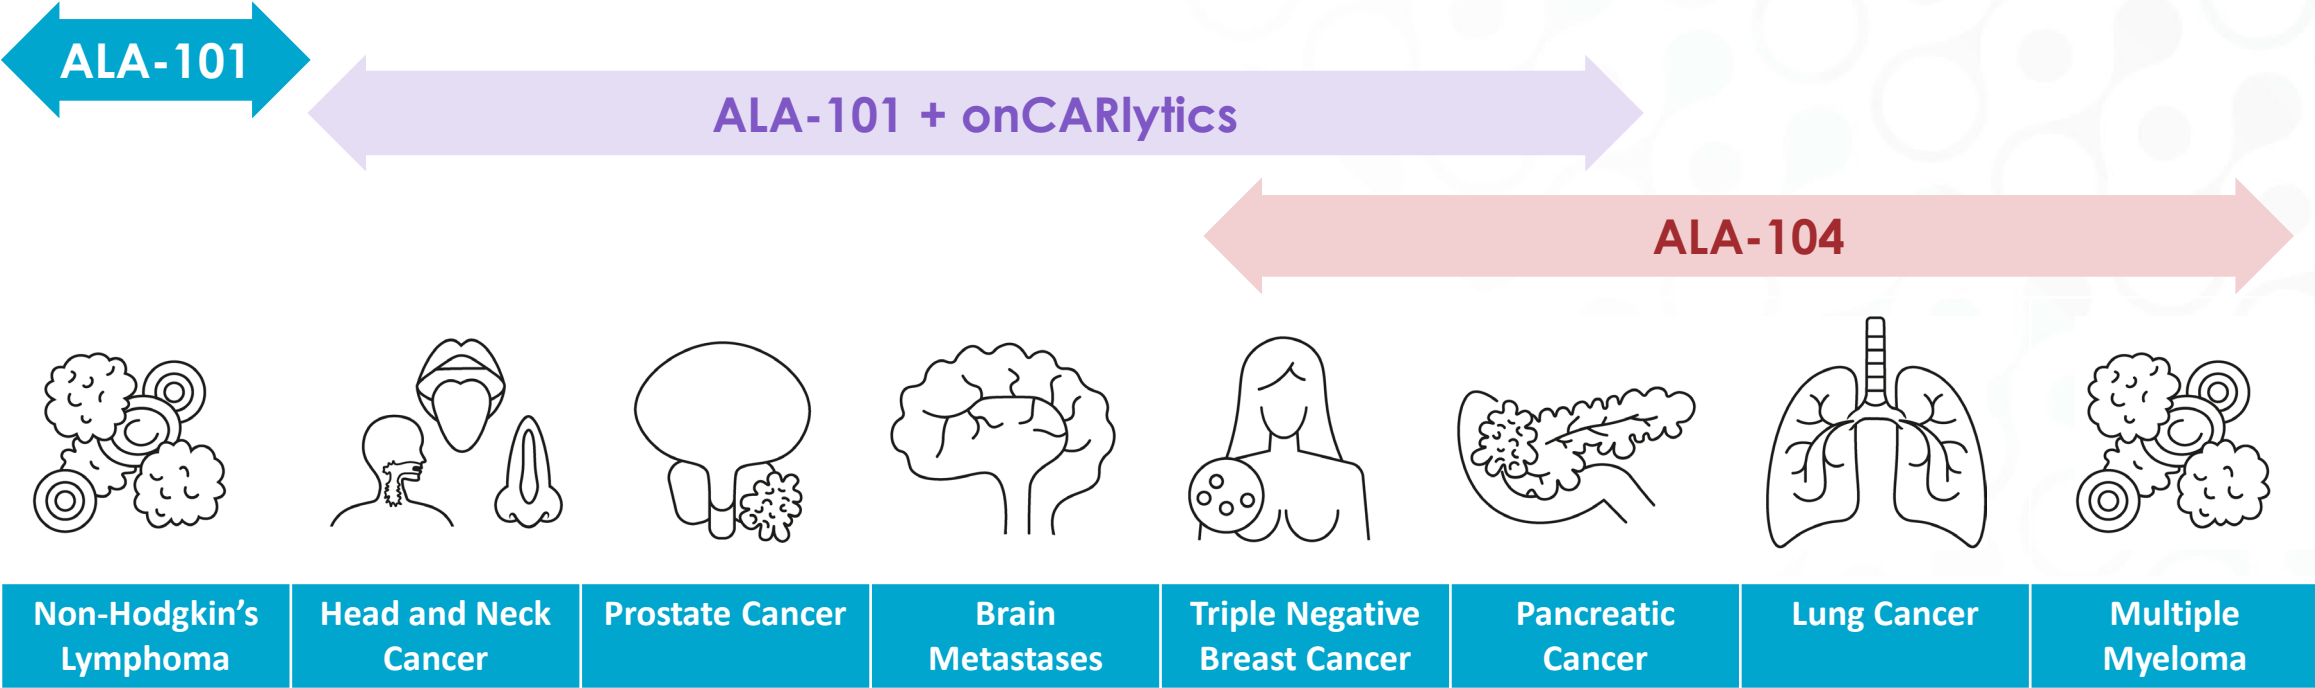 ALA-101
ALA-101 + onCARlytics
ALA-104
Non-Hodgkin's
Lymphoma
Head and Neck
Cancer
Prostate Cancer
Brain
Metastases
Triple Negative
Breast Cancer
Pancreatic
Cancer
Lung Cancer
Multiple
Myeloma